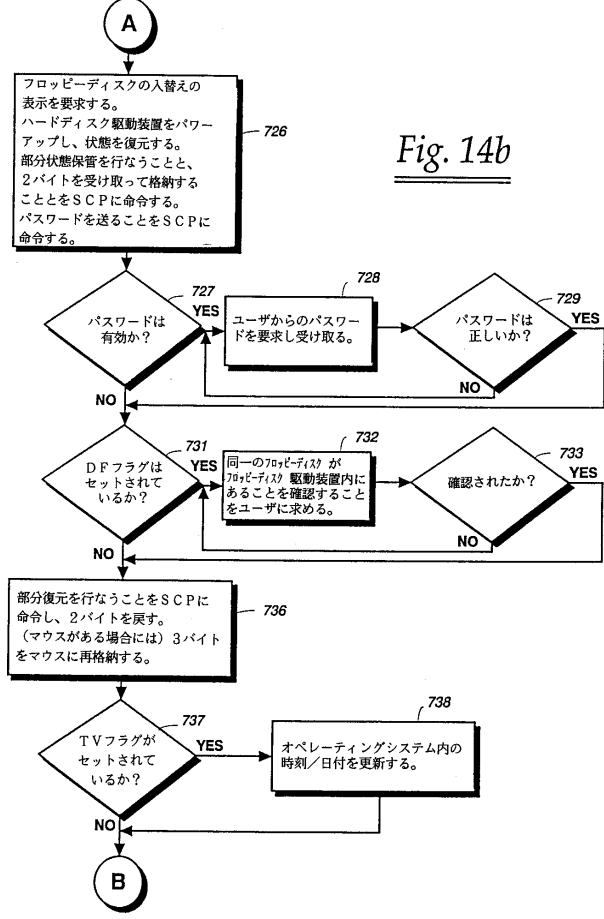 A
フロッピーディスクの入替えの
表示を要求する。
ハードディスク駆動装置をパワー
アップし、状態を復元する。
部分状態保管を行なうことと、
2バイトを受け取って格納する
こととをSCPに命令する。
パスワードを送ることをSCPに
命令する。
726
Fig. 14b
727
パスワードは
有効か?
YES
NO
728
ユーザからのパスワー
ドを要求し受け取る。
729
パスワードは
正しいか?
YES
NO
731
DFフラグは
セットされて
いるか?
YES
NO
732
同一のフロッピーディスク が
フロッピーディスク 駆動装置内に
あることを確認すること
をユーザに求める。
733
確認されたか?
YES
NO
736
部分復元を行なうことをSCPに
命令し、2バイトを戻す。
(マウスがある場合には)3バイト
をマウスに再格納する。
737
TVフラグが
セットされて
いるか?
YES
NO
738
オペレーティングシステム内の
時刻/日付を更新する。
B